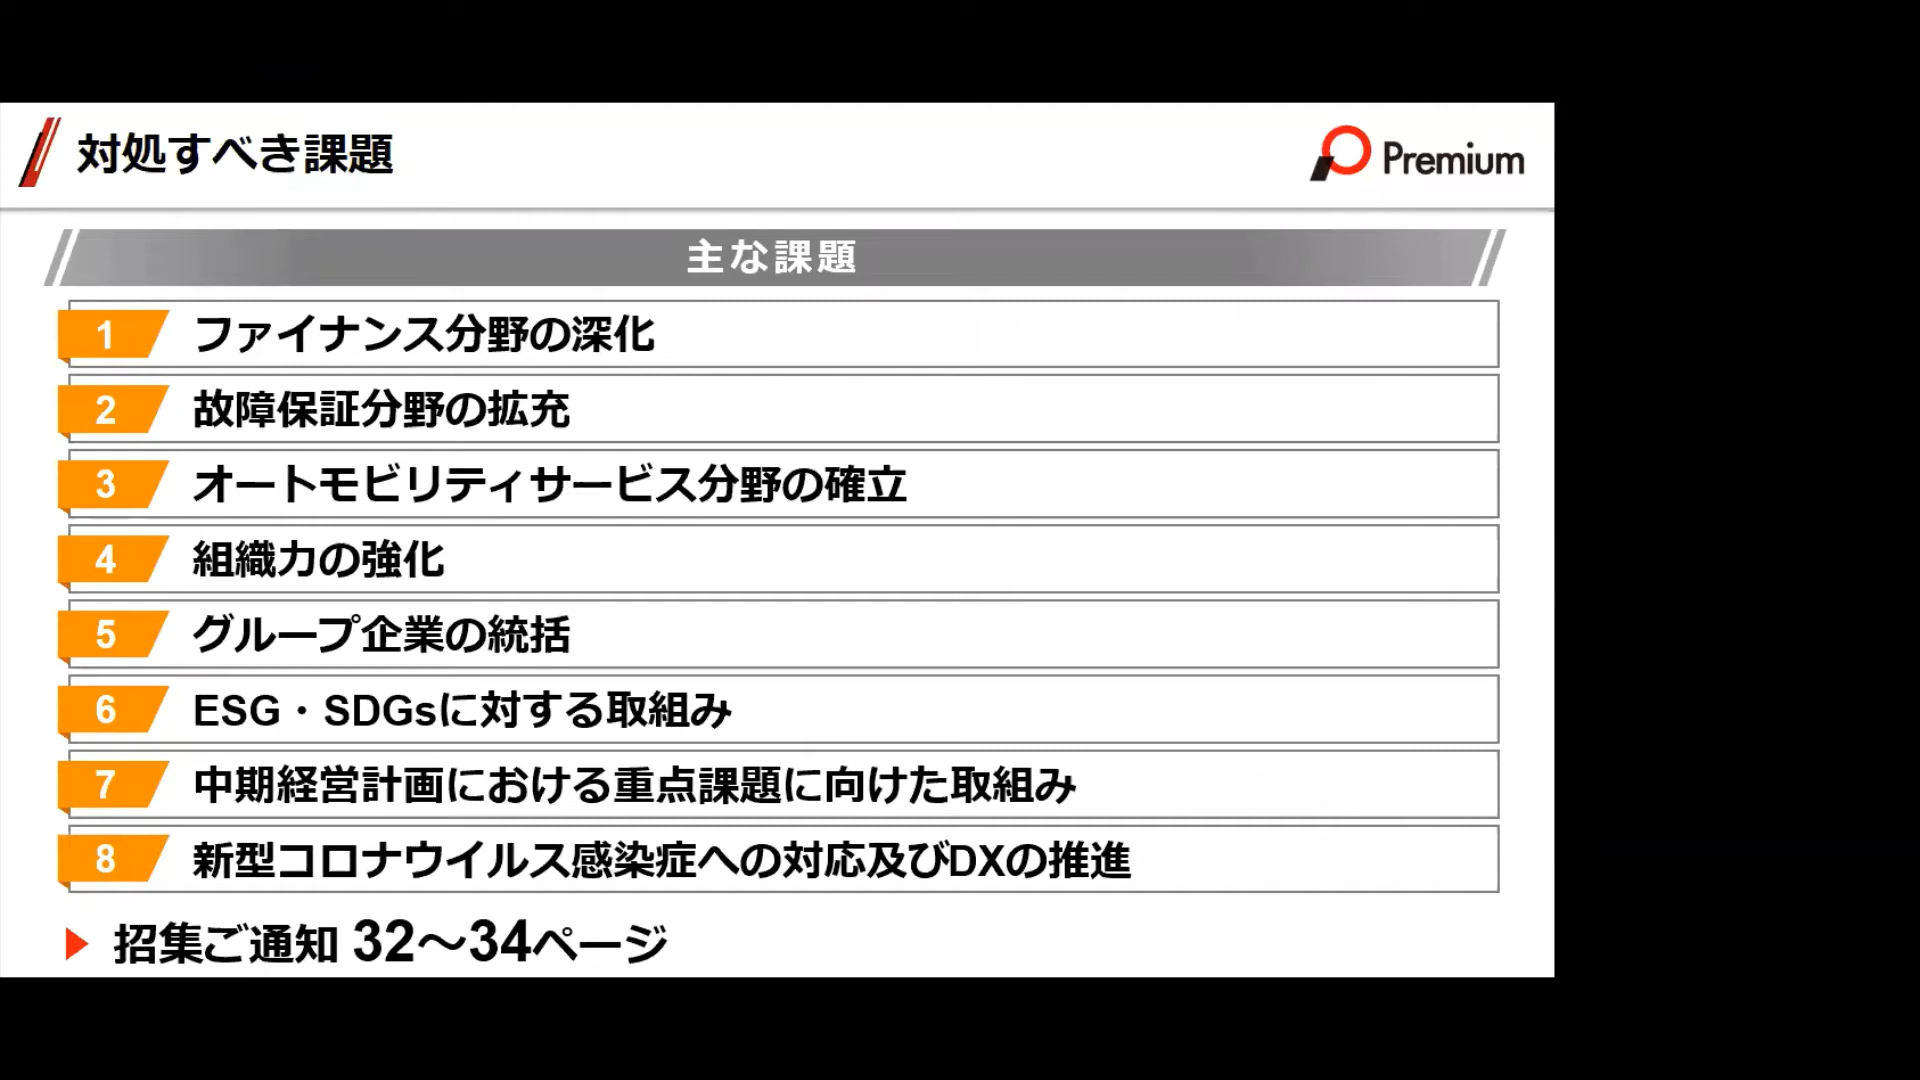 対処すべき課題
Premium
主な課題
1 ファイナンス分野の深化
2 故障保証分野の拡充
3 オートモビリティサービス分野の確立
4 組織力の強化
5 グループ企業の統括
6 ESG・SDGsに対する取組み
7 中期経営計画における重点課題に向けた取組み
8 新型コロナウイルス感染症への対応及びDXの推進
▶ 招集ご通知 32～34ページ